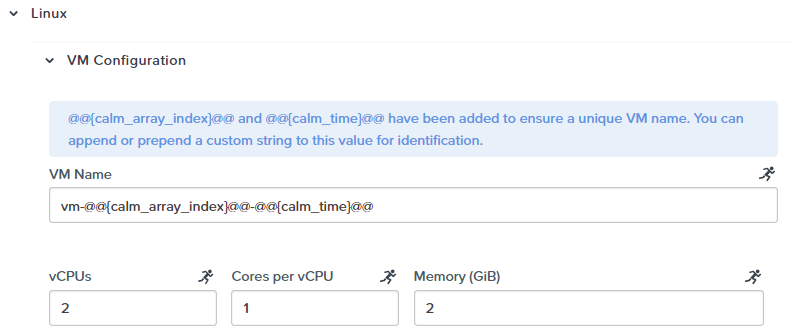 Linux
VM Configuration
@@{calm_array_index}@@ and @@{calm_time}@@ have been added to ensure a unique VM name. You can
append or prepend a custom string to this value for identification.
VM Name
vm-@@{calm_array_index}@@-@@{calm_time}@@
vCPUs Cores per vCPU Memory (GiB)
2 1 2